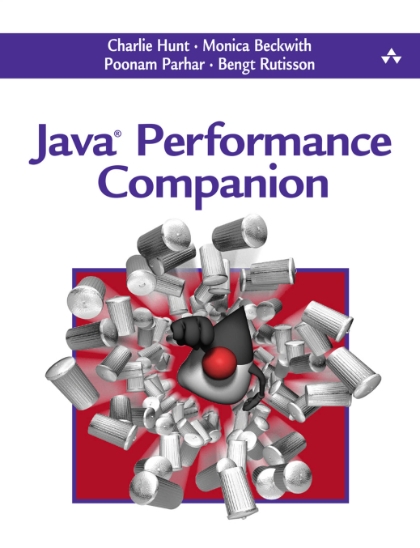 Charlie Hunt · Monica Beckwith
Poonam Parhar · Bengt Rutisson
Java® Performance
Companion